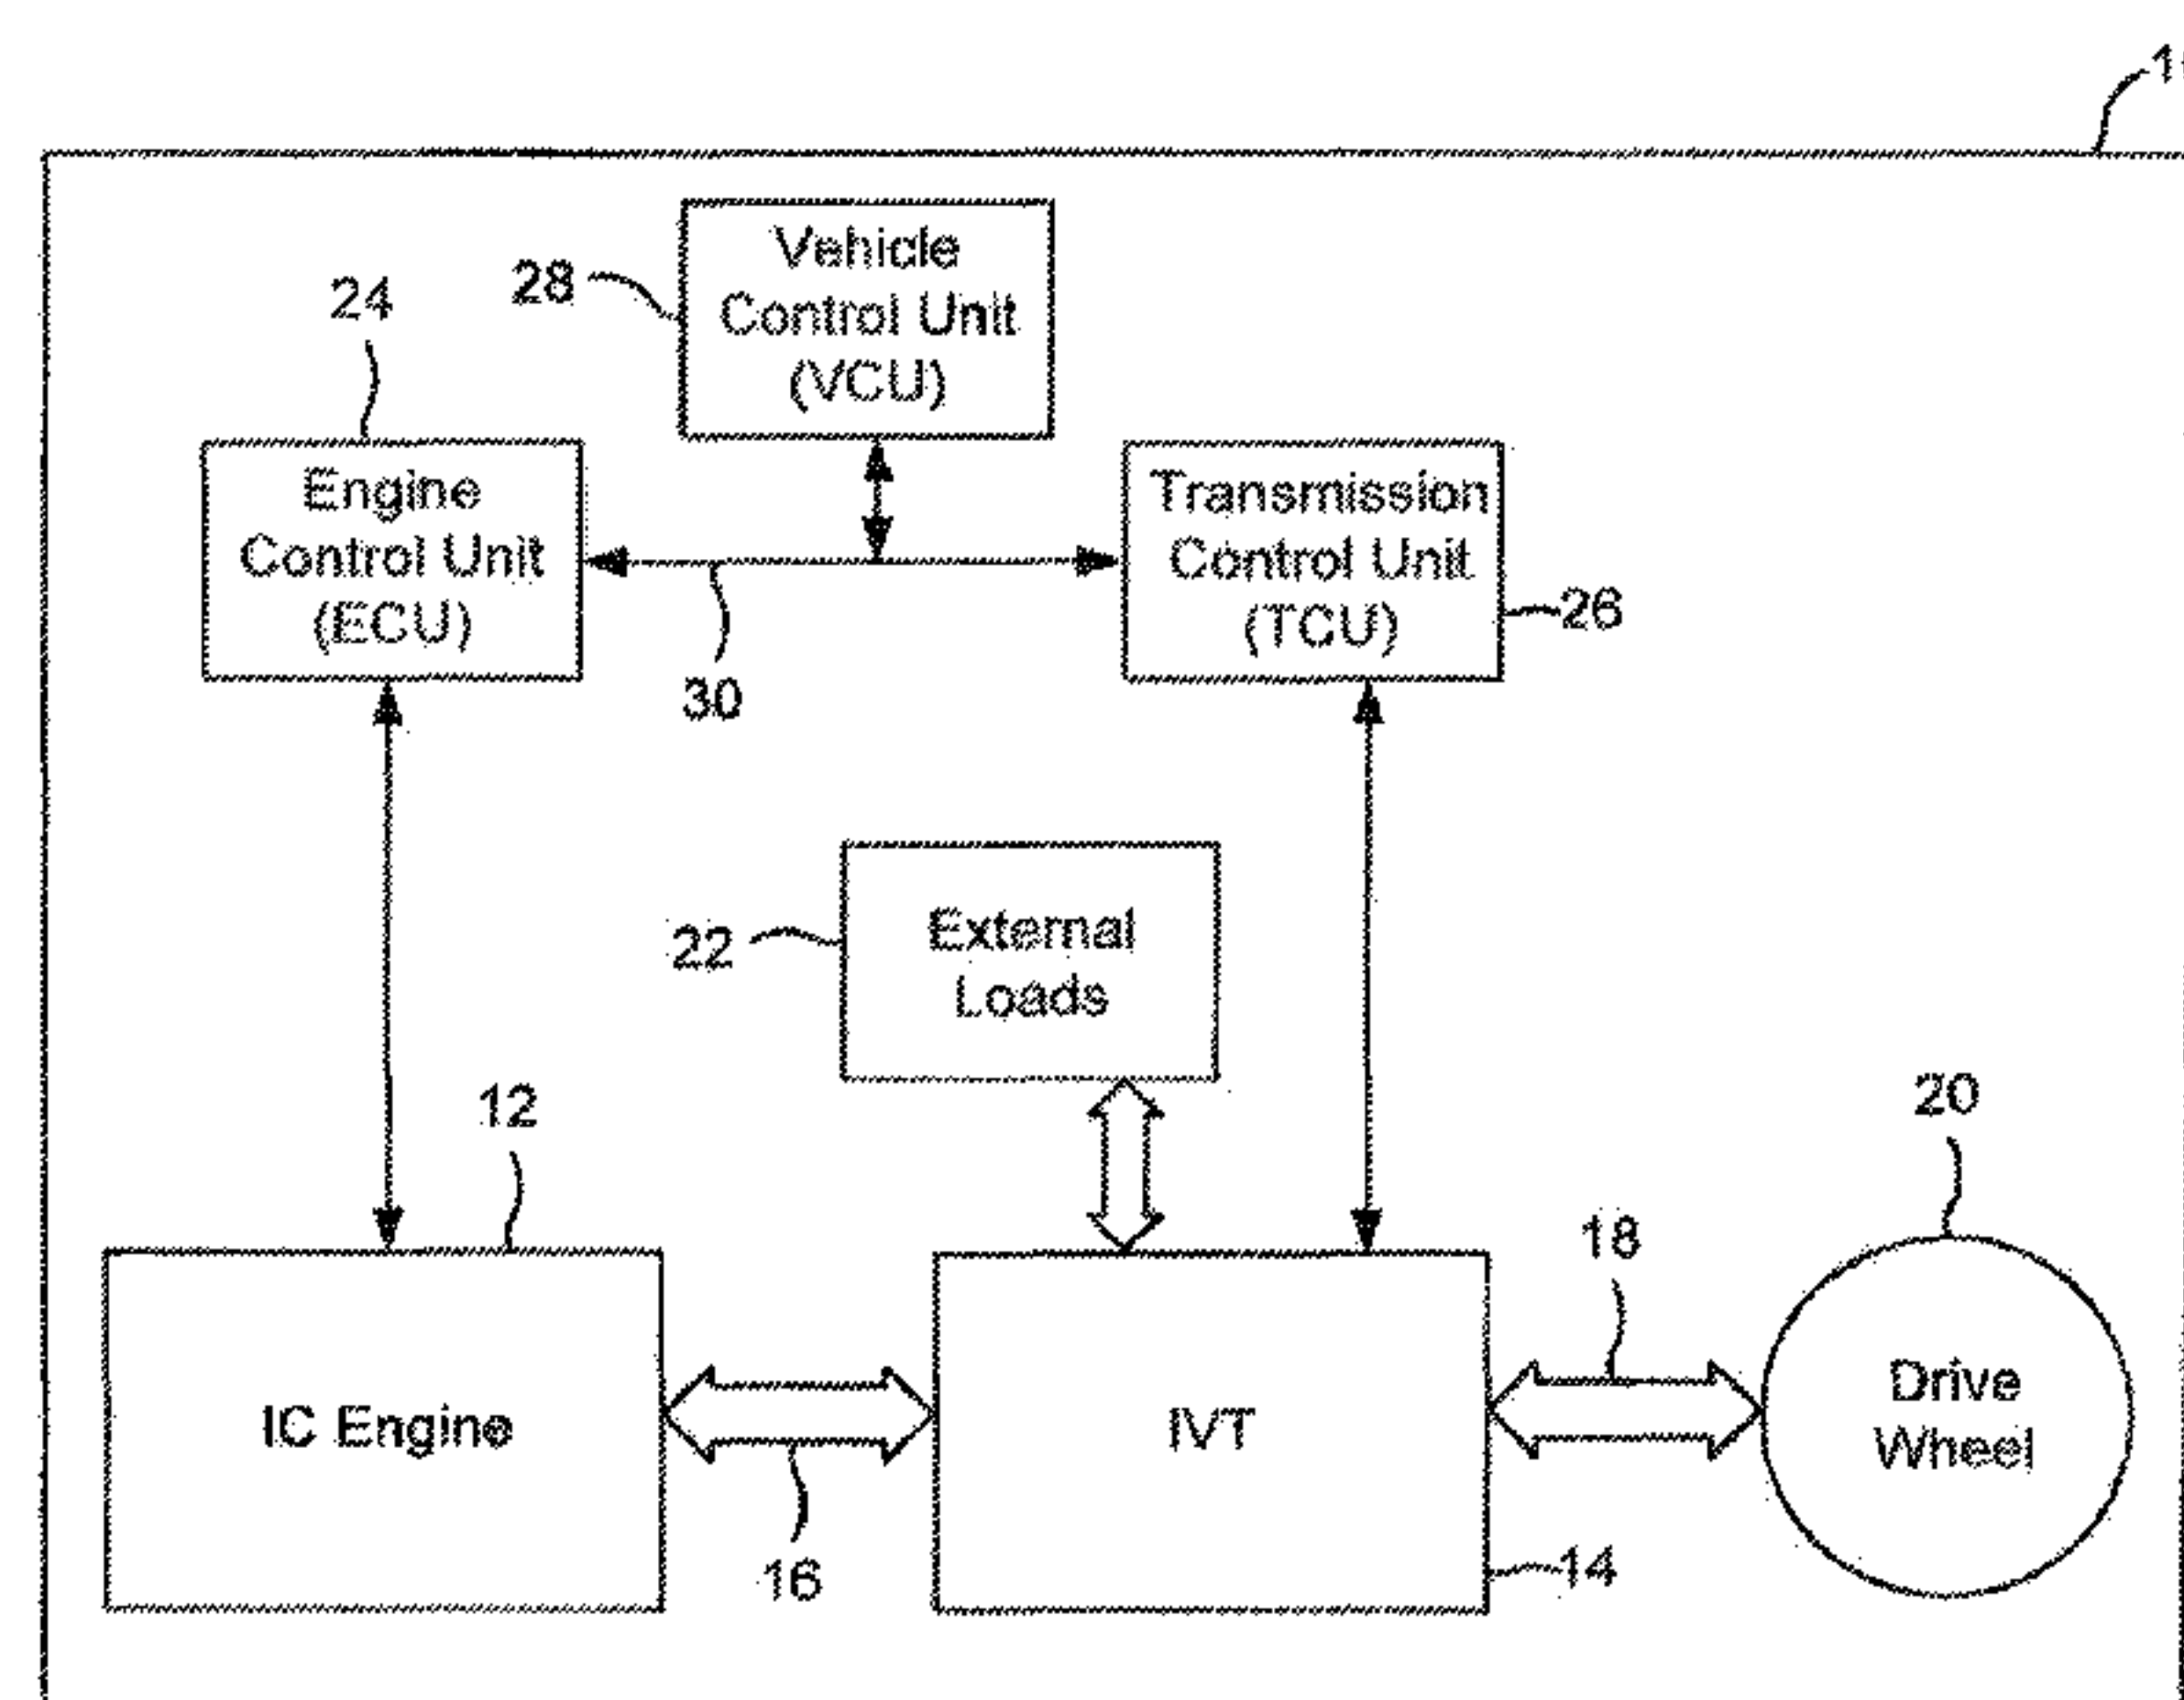 28
Vehicle
Control Unit
(VCU)
24
Engine
Control Unit
(ECU)
Transmission
Control Unit
(TCU)
26
30
22
External
Loads
12
20
18
IC Engine
IVT
Drive
Wheel
16
14